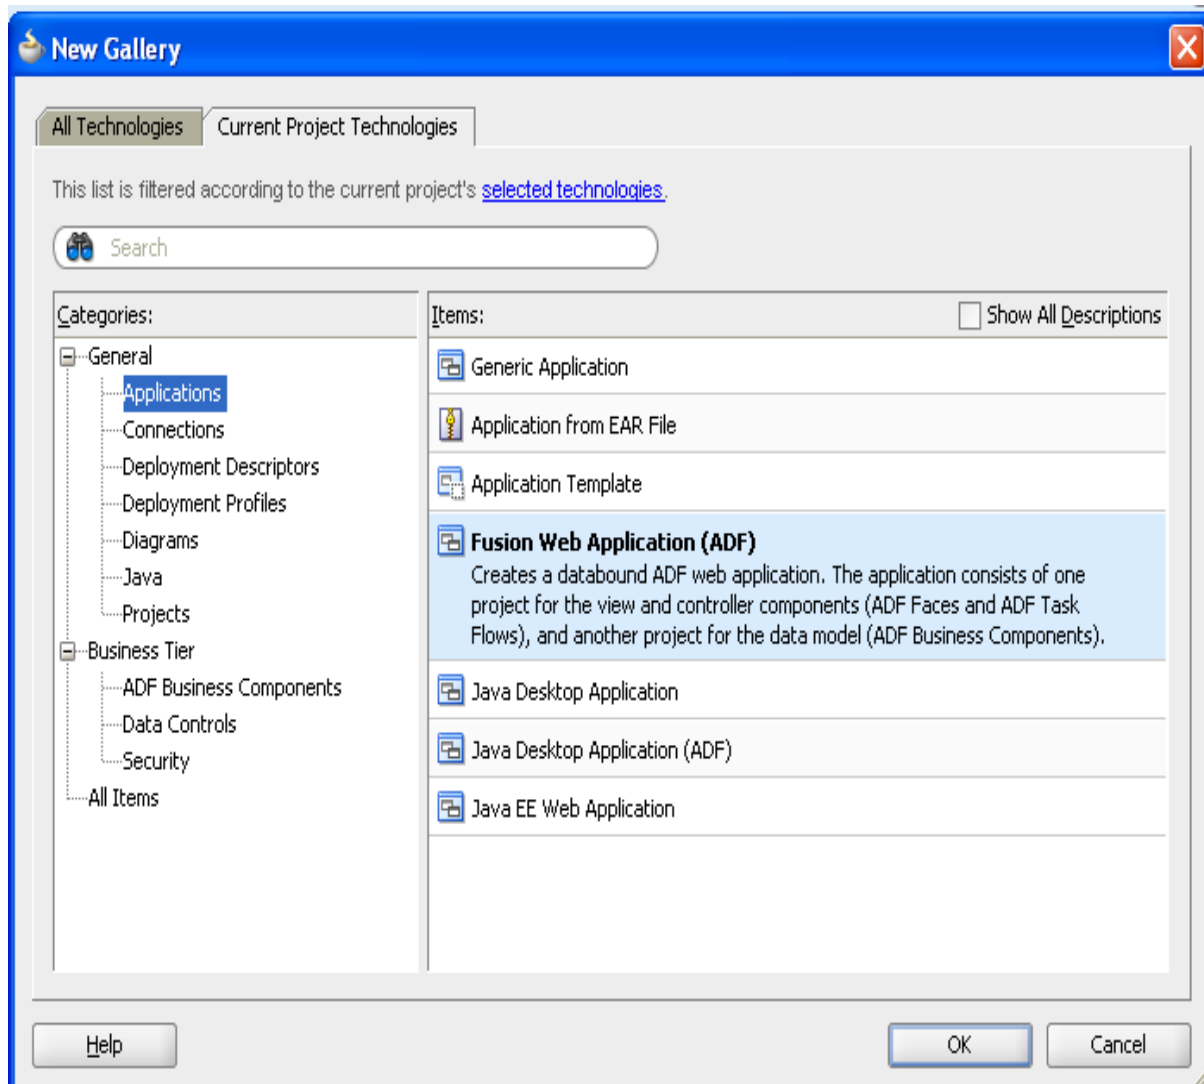 New Gallery
All Technologies
Current Project Technologies
This list is filtered according to the current project's selected technologies.
Search
Categories:
General
Applications
Connections
Deployment Descriptors
Deployment Profiles
Diagrams
Java
Projects
Business Tier
ADF Business Components
Data Controls
Security
All Items
Items:
Show All Descriptions
Generic Application
Application from EAR File
Application Template
Fusion Web Application (ADF)
Creates a databound ADF web application. The application consists of one
project for the view and controller components (ADF Faces and ADF Task
Flows), and another project for the data model (ADF Business Components).
Java Desktop Application
Java Desktop Application (ADF)
Java EE Web Application
Help
OK
Cancel